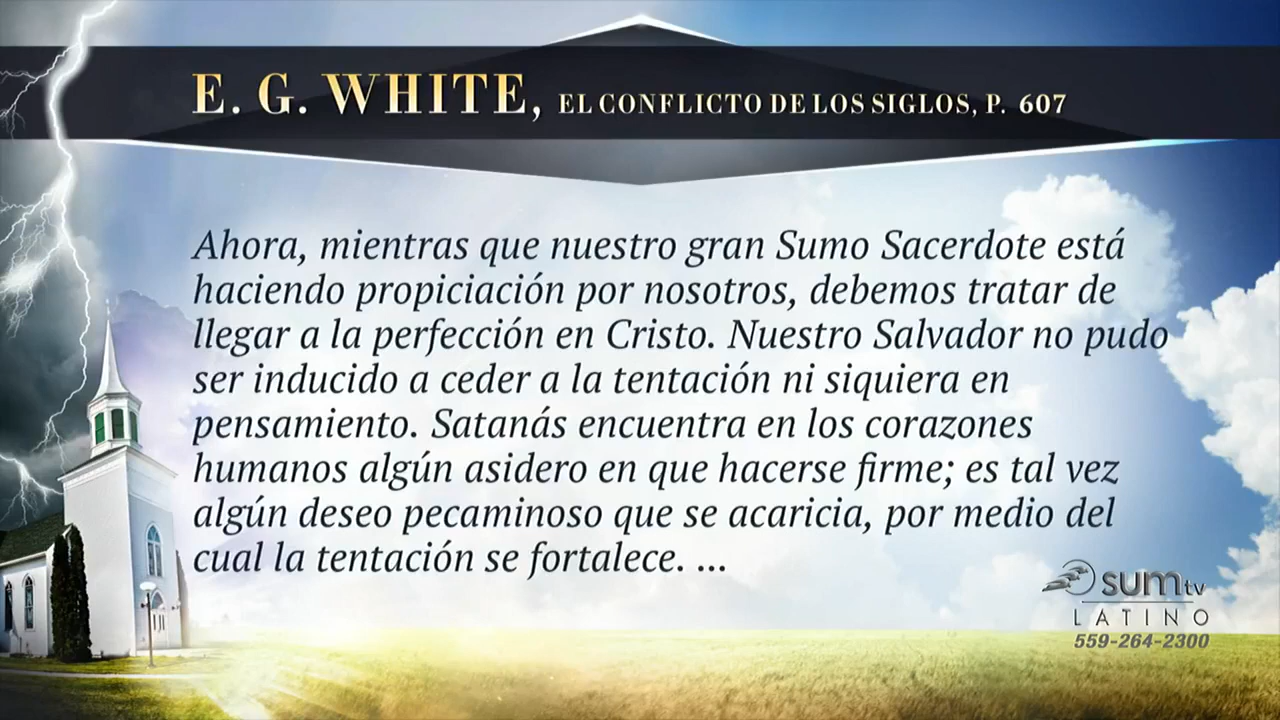 E. G. WHITE, EL CONFLICTO DE LOS SIGLOS, P. 607
Ahora, mientras que nuestro gran Sumo Sacerdote está
haciendo propiciación por nosotros, debemos tratar de
llegar a la perfección en Cristo. Nuestro Salvador no pudo
ser inducido a ceder a la tentación ni siquiera en
pensamiento. Satanás encuentra en los corazones
humanos algún asidero en que hacerse firme; es tal vez
algún deseo pecaminoso que se acaricia, por medio del
cual la tentación se fortalece. ...
sumtv
LATINO
559-264-2300